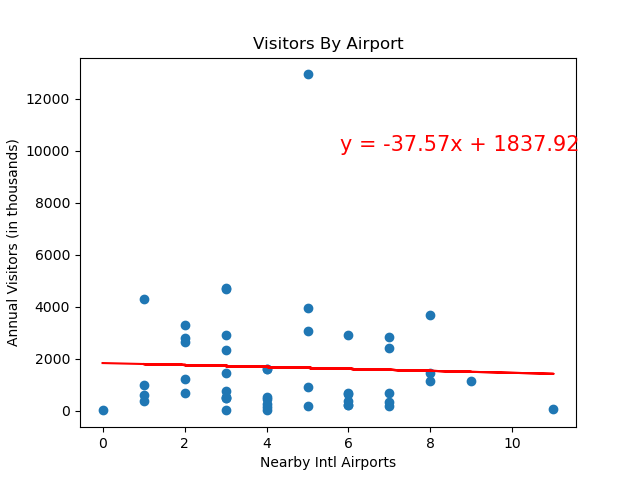 Visitors By Airport
12000
10000
8000
6000
4000
2000
0
Annual Visitors (in thousands)
y = -37.57x + 1837.92
0 2 4 6 8 10
Nearby Intl Airports